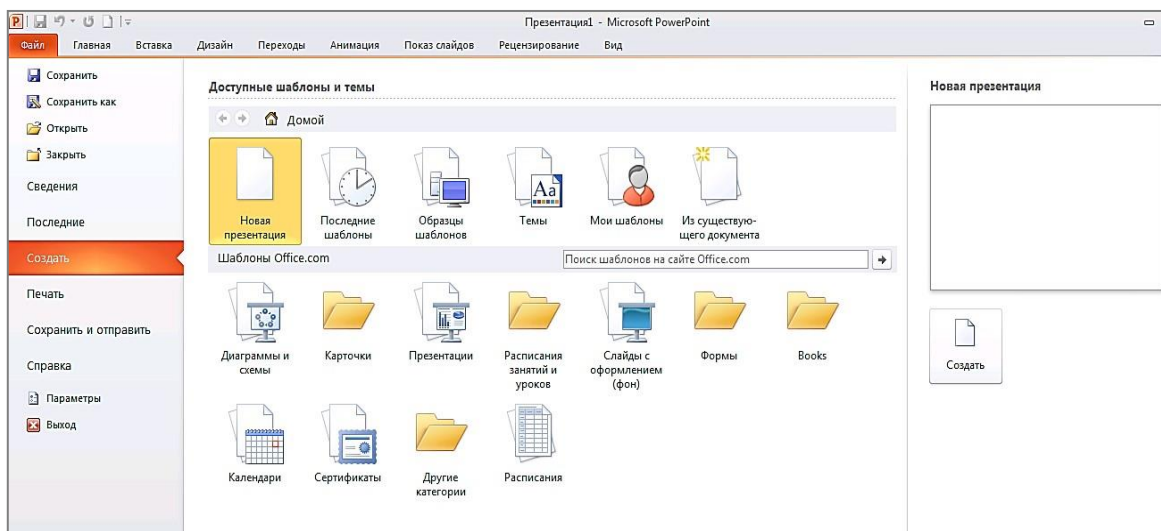 Презентация1 - Microsoft PowerPoint
Файл Главная Вставка Дизайн Переходы Анимация Показ слайдов Рецензирование Вид
Сохранить
Сохранить как
Открыть
Закрыть
Сведения
Последние
Создать
Печать
Сохранить и отправить
Справка
Параметры
Выход
Доступные шаблоны и темы
Домой
Новая
презентация
Последние
шаблоны
Образцы
шаблонов
Темы
Мои шаблоны
Из существую-
щего документа
Шаблоны Office.com
Поиск шаблонов на сайте Office.com
Диаграммы и
схемы
Карточки
Презентации
Расписания
занятий и
уроков
Слайды с
оформлением
(фон)
Формы
Books
Календари
Сертификаты
Другие
категории
Расписания
Новая презентация
Создать